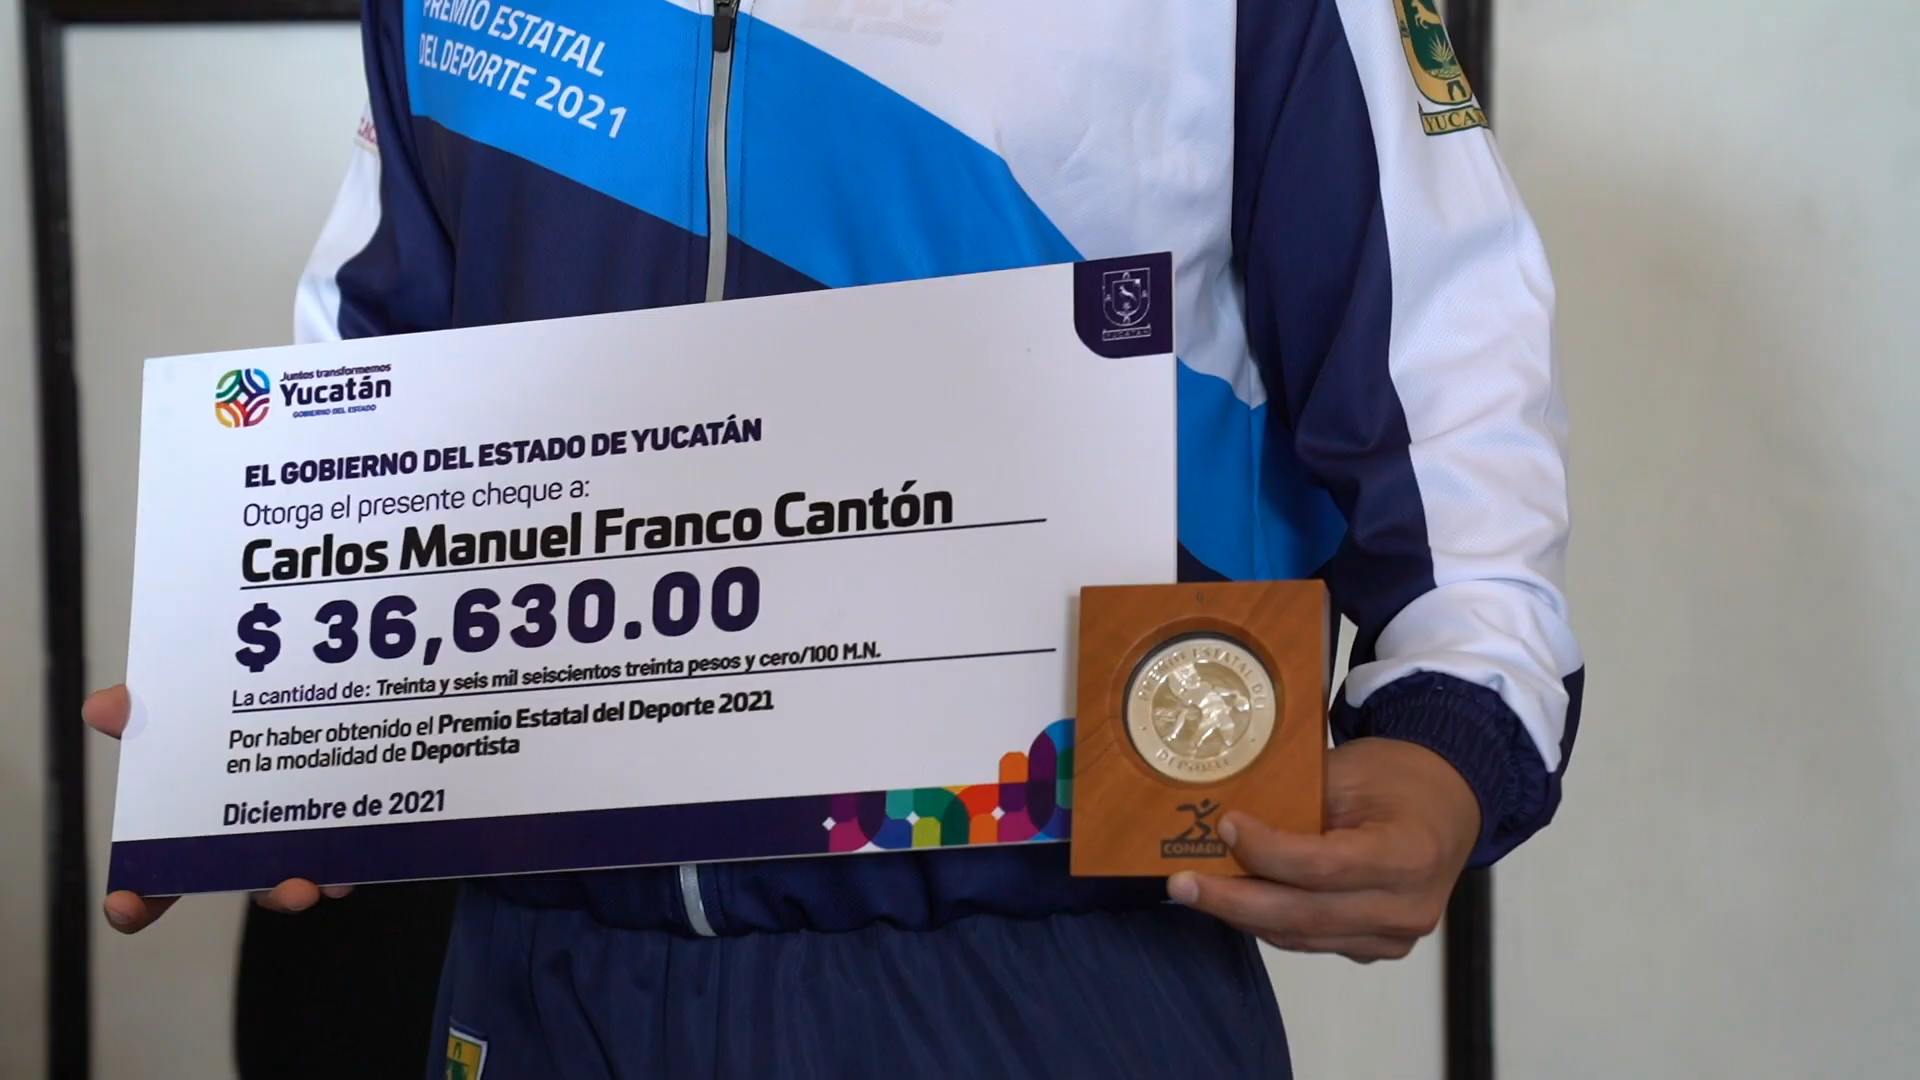 PREMIO ESTATAL
DEL DEPORTE 2021
YUCA
YUCATÁN
Juntos transformemos
Yucatán
GOBIERNO DEL ESTADO
EL GOBIERNO DEL ESTADO DE YUCATÁN
Otorga el presente cheque a:
Carlos Manuel Franco Cantón
$ 36,630.00
La cantidad de: Treinta y seis mil seiscientos treinta pesos y cero/100 M.N.
Por haber obtenido el Premio Estatal del Deporte 2021
en la modalidad de Deportista
Diciembre de 2021
PREMIO ESTATAL DEL
DEPORTE
CONADE